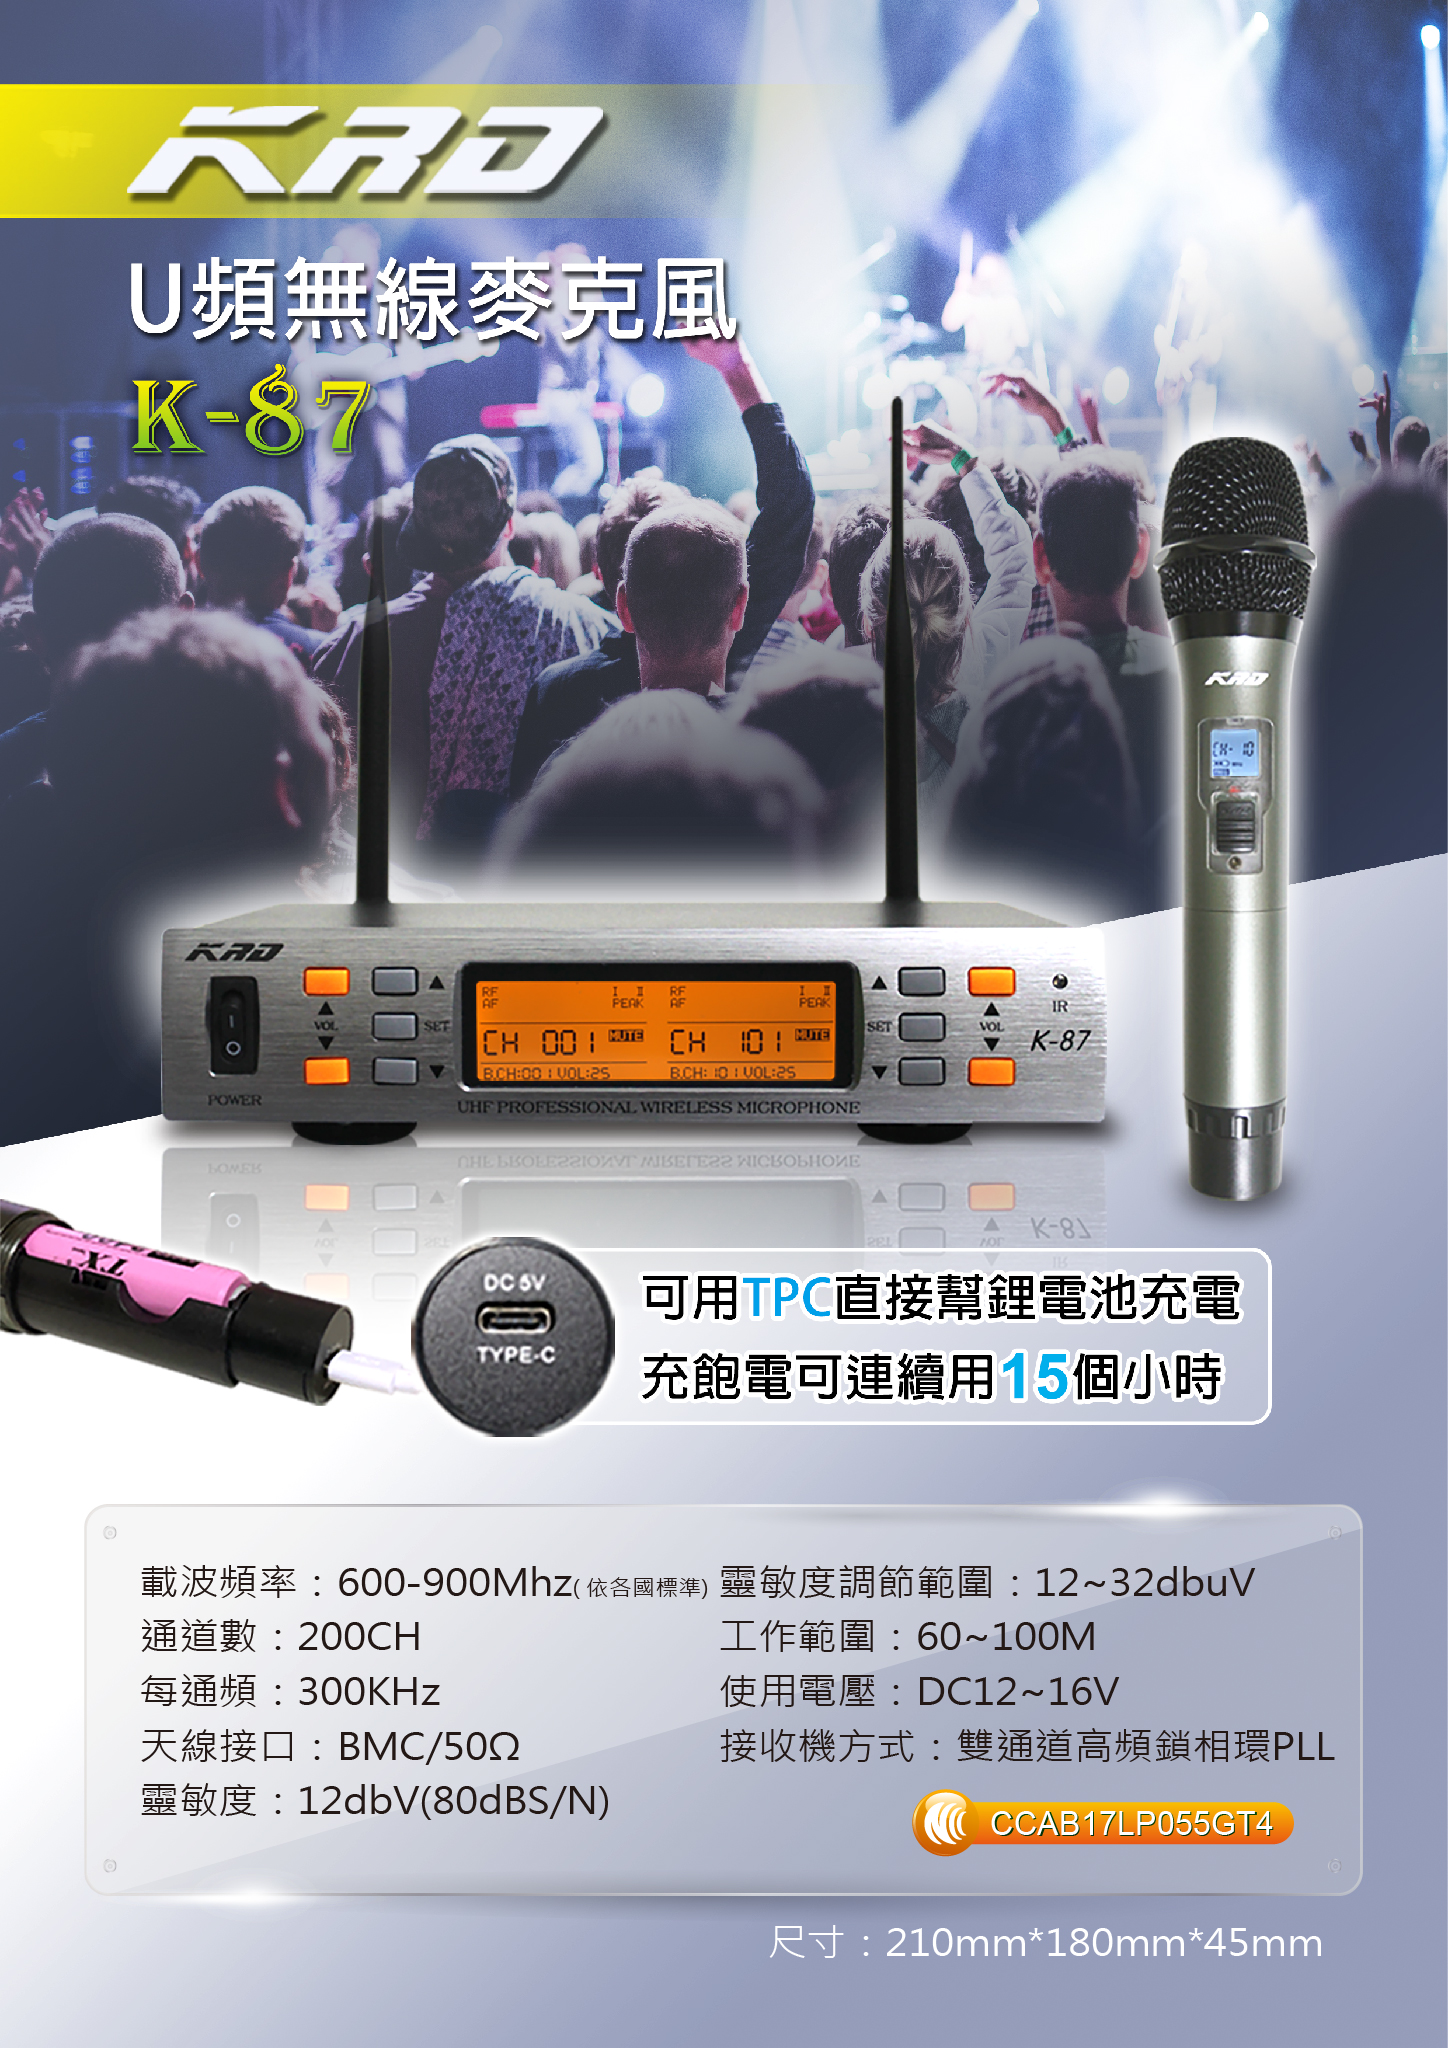 KRD
U頻無線麥克風
K-87
KRD
CH- 10
KRD
RF
AF
I II
PEAK
RF
AF
I II
PEAK
IR
VOL
SET
CH 001 MUTE
CH 101 MUTE
SET
VOL
K-87
B.CH:001 VOL:25
B.CH:101 VOL:25
POWER
UHF PROFESSIONAL WIRELESS MICROPHONE
DC 5V
TYPE-C
可用TPC直接幫鋰電池充電
充飽電可連續用15個小時
載波頻率：600-900Mhz(依各國標準)
通道數：200CH
每通頻：300KHz
天線接口：BMC/50Ω
靈敏度：12dbV(80dBS/N)
靈敏度調節範圍：12~32dbuV
工作範圍：60~100M
使用電壓：DC12~16V
接收機方式：雙通道高頻鎖相環PLL
CCAB17LP055GT4
尺寸：210mm*180mm*45mm